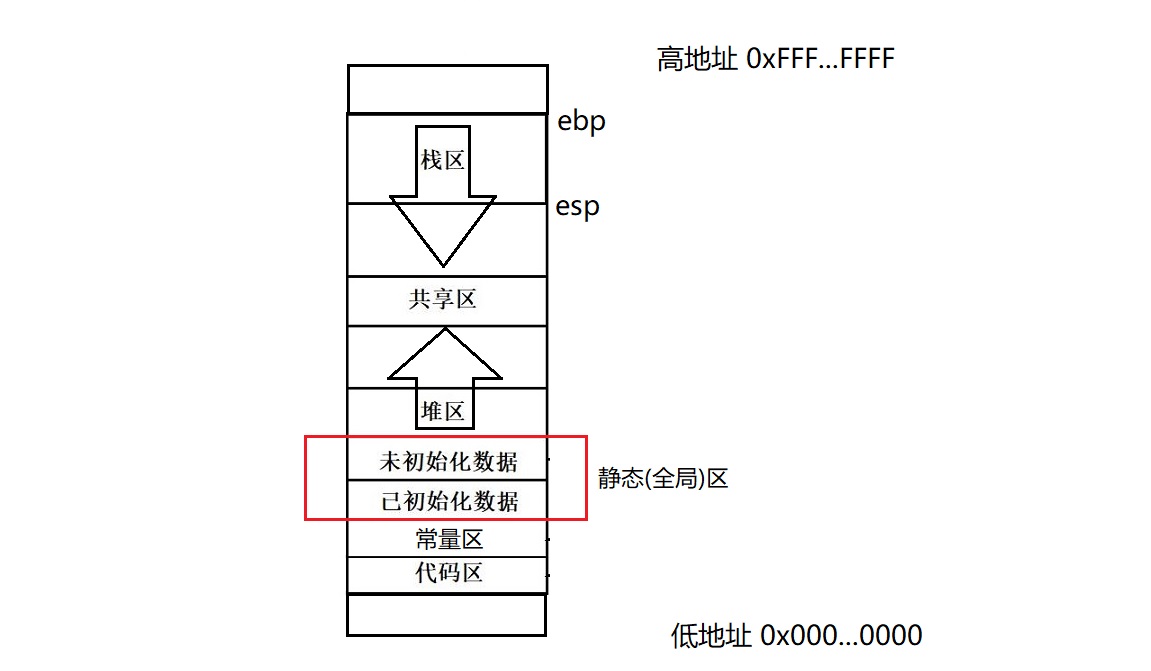 高地址 0xFFF...FFFF
ebp
栈区
esp
共享区
堆区
未初始化数据
静态(全局)区
已初始化数据
常量区
代码区
低地址 0x000...0000